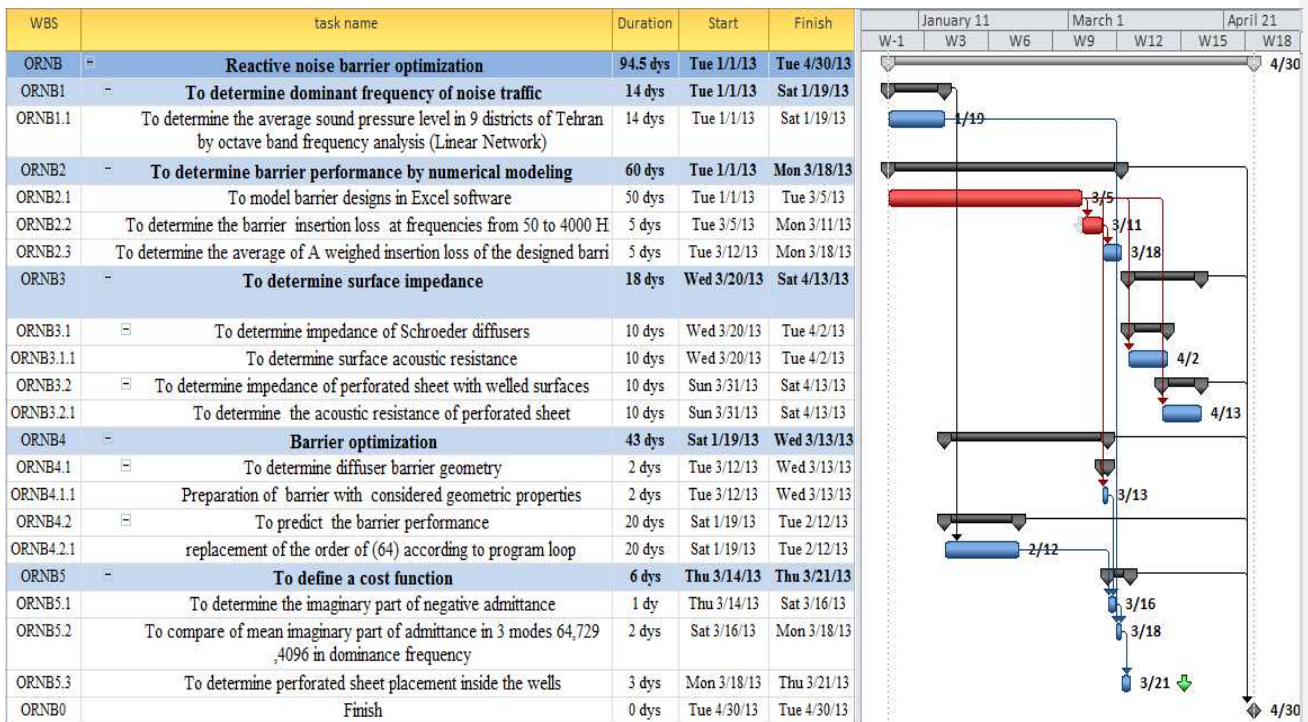 WBS task name Duration Start Finish January 11 March 1 April 21
W-1 W3 W6 W9 W12 W15 W18
ORNB Reactive noise barrier optimization 94.5 dys Tue 1/1/13 Tue 4/30/13 4/30
ORNB1 To determine dominant frequency of noise traffic 14 dys Tue 1/1/13 Sat 1/19/13
ORNB1.1 To determine the average sound pressure level in 9 districts of Tehran 14 dys Tue 1/1/13 Sat 1/19/13 1/19
by octave band frequency analysis (Linear Network)
ORNB2 To determine barrier performance by numerical modeling 60 dys Tue 1/1/13 Mon 3/18/13
ORNB2.1 To model barrier designs in Excel software 50 dys Tue 1/1/13 Tue 3/5/13 3/5
ORNB2.2 To determine the barrier insertion loss at frequencies from 50 to 4000 H 5 dys Tue 3/5/13 Mon 3/11/13 3/11
ORNB2.3 To determine the average of A weighed insertion loss of the designed barri 5 dys Tue 3/12/13 Mon 3/18/13 3/18
ORNB3 To determine surface impedance 18 dys Wed 3/20/13 Sat 4/13/13
ORNB3.1 To determine impedance of Schroeder diffusers 10 dys Wed 3/20/13 Tue 4/2/13
ORNB3.1.1 To determine surface acoustic resistance 10 dys Wed 3/20/13 Tue 4/2/13 4/2
ORNB3.2 To determine impedance of perforated sheet with welled surfaces 10 dys Sun 3/31/13 Sat 4/13/13
ORNB3.2.1 To determine the acoustic resistance of perforated sheet 10 dys Sun 3/31/13 Sat 4/13/13 4/13
ORNB4 Barrier optimization 43 dys Sat 1/19/13 Wed 3/13/13
ORNB4.1 To determine diffuser barrier geometry 2 dys Tue 3/12/13 Wed 3/13/13
ORNB4.1.1 Preparation of barrier with considered geometric properties 2 dys Tue 3/12/13 Wed 3/13/13 3/13
ORNB4.2 To predict the barrier performance 20 dys Sat 1/19/13 Tue 2/12/13
ORNB4.2.1 replacement of the order of (64) according to program loop 20 dys Sat 1/19/13 Tue 2/12/13 2/12
ORNB5 To define a cost function 6 dys Thu 3/14/13 Thu 3/21/13
ORNB5.1 To determine the imaginary part of negative admittance 1 dy Thu 3/14/13 Sat 3/16/13 3/16
ORNB5.2 To compare of mean imaginary part of admittance in 3 modes 64,729 2 dys Sat 3/16/13 Mon 3/18/13 3/18
,4096 in dominance frequency
ORNB5.3 To determine perforated sheet placement inside the wells 3 dys Mon 3/18/13 Thu 3/21/13 3/21
ORNB0 Finish 0 dys Tue 4/30/13 Tue 4/30/13 4/30